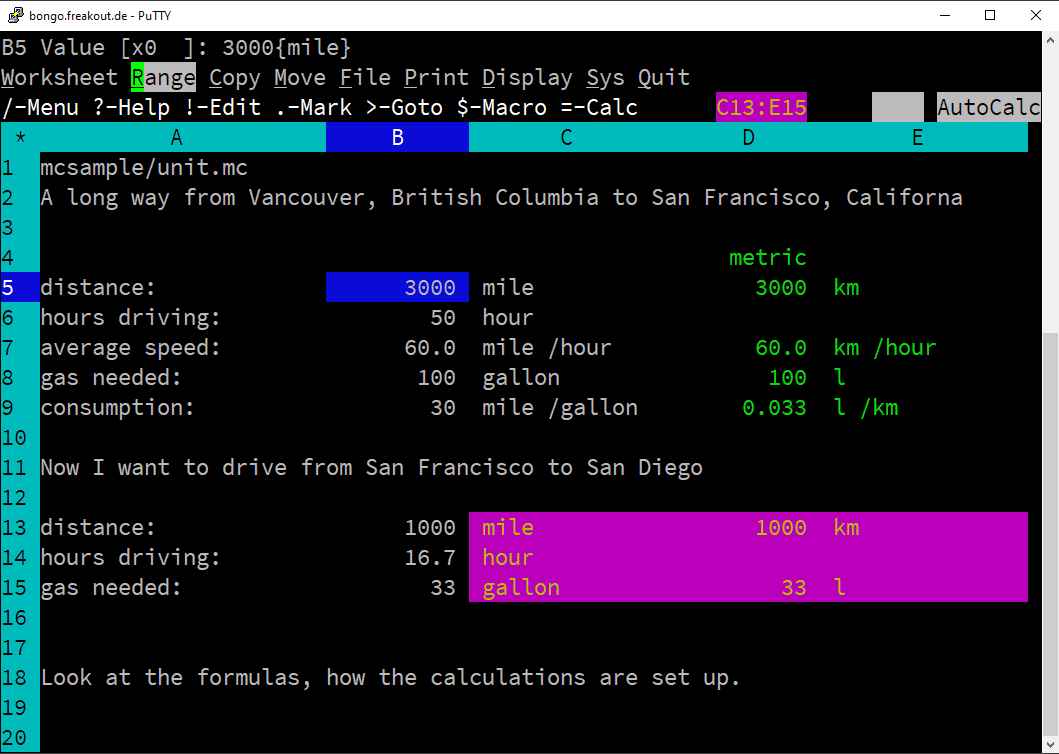 bongo.freakout.de - PuTTY
B5 Value [x0  ]: 3000{mile}
Worksheet Range Copy Move File Print Display Sys Quit
/-Menu ?-Help !-Edit .-Mark >-Goto $-Macro =-Calc C13:E15 AutoCalc
* A B C D E
1 mcsample/unit.mc
2 A long way from Vancouver, British Columbia to San Francisco, Californa
3
4 metric
5 distance: 3000 mile 3000 km
6 hours driving: 50 hour
7 average speed: 60.0 mile /hour 60.0 km /hour
8 gas needed: 100 gallon 100 l
9 consumption: 30 mile /gallon 0.033 l /km
10
11 Now I want to drive from San Francisco to San Diego
12
13 distance: 1000 mile 1000 km
14 hours driving: 16.7 hour
15 gas needed: 33 gallon 33 l
16
17
18 Look at the formulas, how the calculations are set up.
19
20